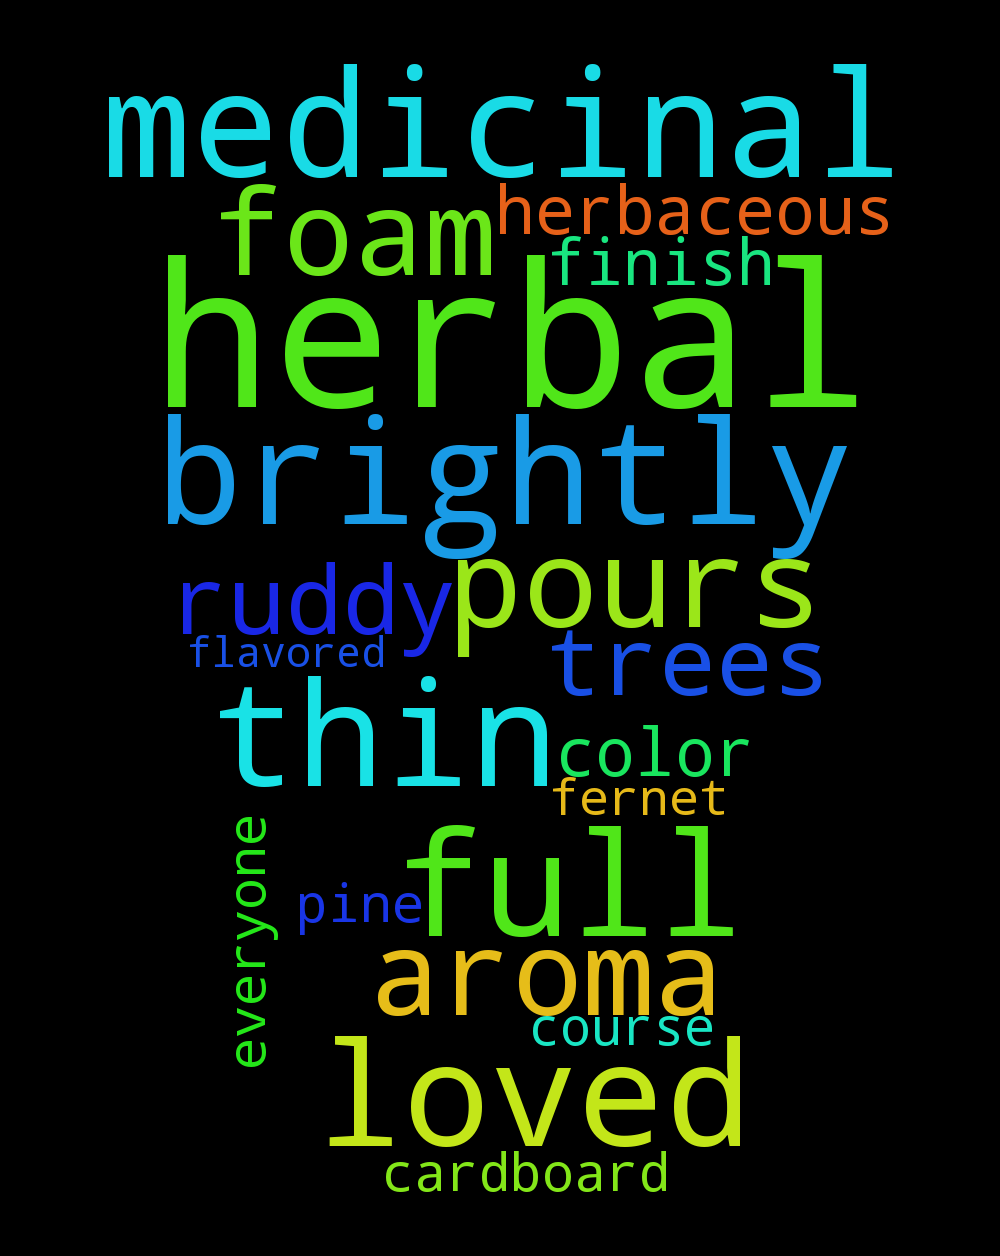 medicinal
foam herbaceous
finish
herbal
brightly
ruddy pours
flavored trees
thin color
fernet
everyone
full
pine
aroma
course
loved
cardboard